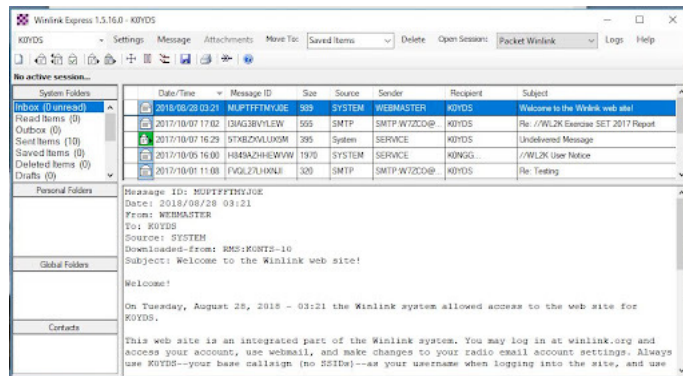 Winlink Express 1.5.16.0 - K0YDS
K0YDS Settings Message Attachments Move To: Saved Items Delete Open Session: Packet Winlink Logs Help
No active session...
System Folders Date/Time Message ID Size Source Sender Recipient Subject
Inbox (0 unread) 2018/08/28 03:21 MUPTFFTMYJ0E 989 SYSTEM WEBMASTER K0YDS Welcome to the Winlink web site!
Read Items (0) 2017/10/07 17:02 555 SMTP SMTP:W7ZCO@... K0YDS Re: //WL2K Exercise SET 2017 Report
Outbox (0)
Sent Items (10) 2017/10/07 16:29 5TXBZXVLUXSM 395 System SERVICE K0YDS Undelivered Message
Saved Items (0) 2017/10/05 16:00 H849AZHHEWVW 1970 SYSTEM SERVICE K0NGG... //WL2K User Notice
Deleted Items (0)
Drafts (0) 2017/10/01 11:08 FVQL27LHXNJI 320 SMTP SMTP:W7ZCO@... K0YDS Re: Testing
Personal Folders
Global Folders
Contacts
Message ID: MUPTFFTMYJ0E
Date: 2018/08/28 03:21
From: WEBMASTER
To: K0YDS
Source: SYSTEM
Downloaded-from: RMS:K0NTS-10
Subject: Welcome to the Winlink web site!
Welcome!
On Tuesday, August 28, 2018 - 03:21 the Winlink system allowed access to the web site for
K0YDS.
This web site is an integrated part of the Winlink system. You may log in at winlink.org and
access your account, use webmail, and make changes to your radio email account settings. Always
use K0YDS--your base callsign (no SSIDs)--as your username when logging into the site, and use